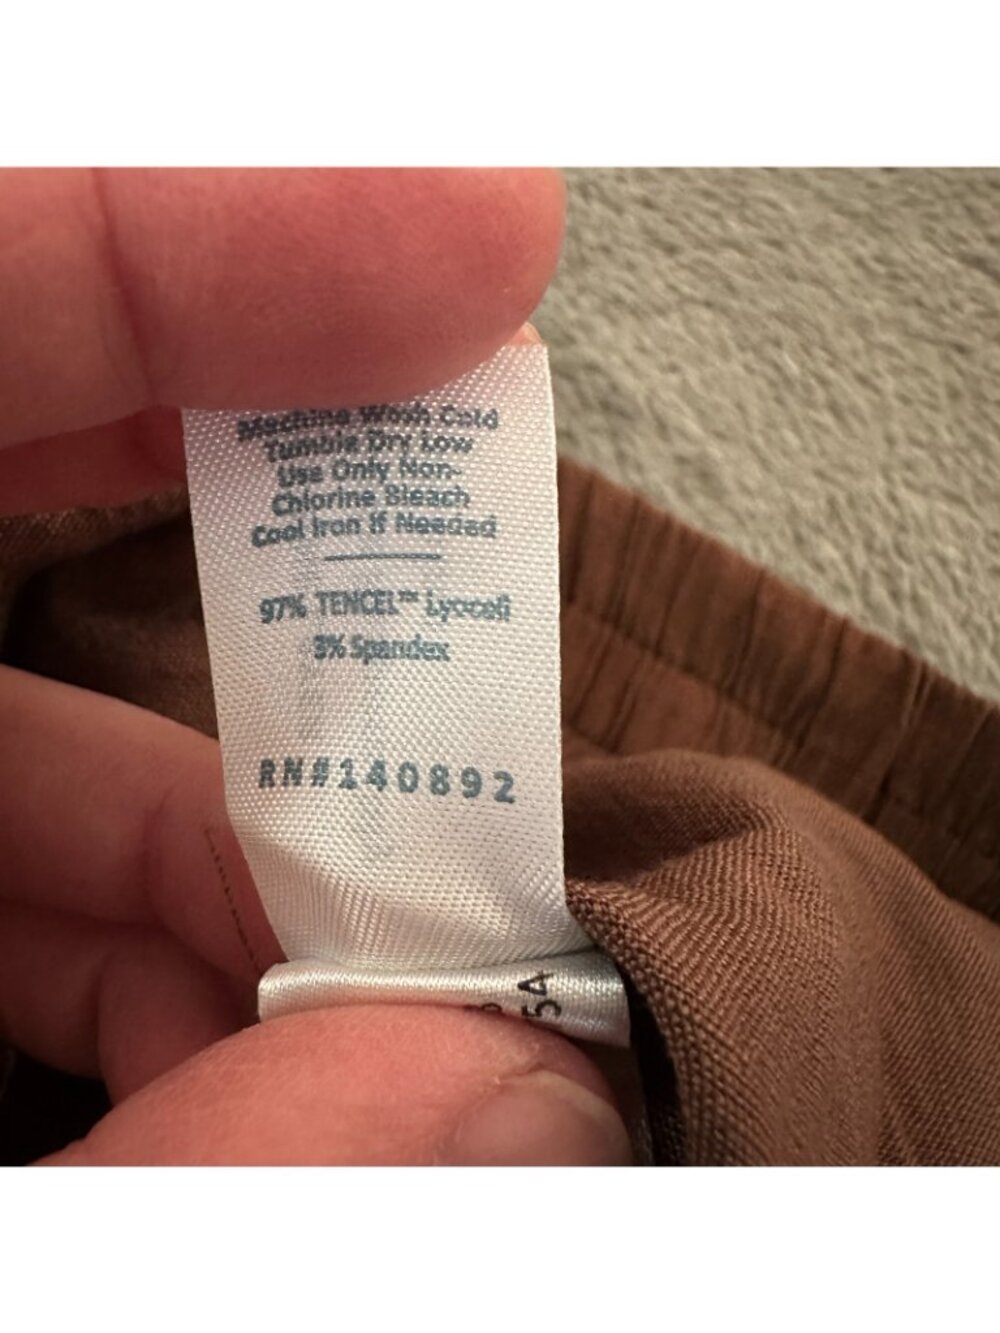 Machine Wash Cold
Tumble Dry Low
Use Only Non-
Chlorine Bleach
Cool Iron If Needed
97% TENCEL™ Lyocell
3% Spandex
RN#140892
54